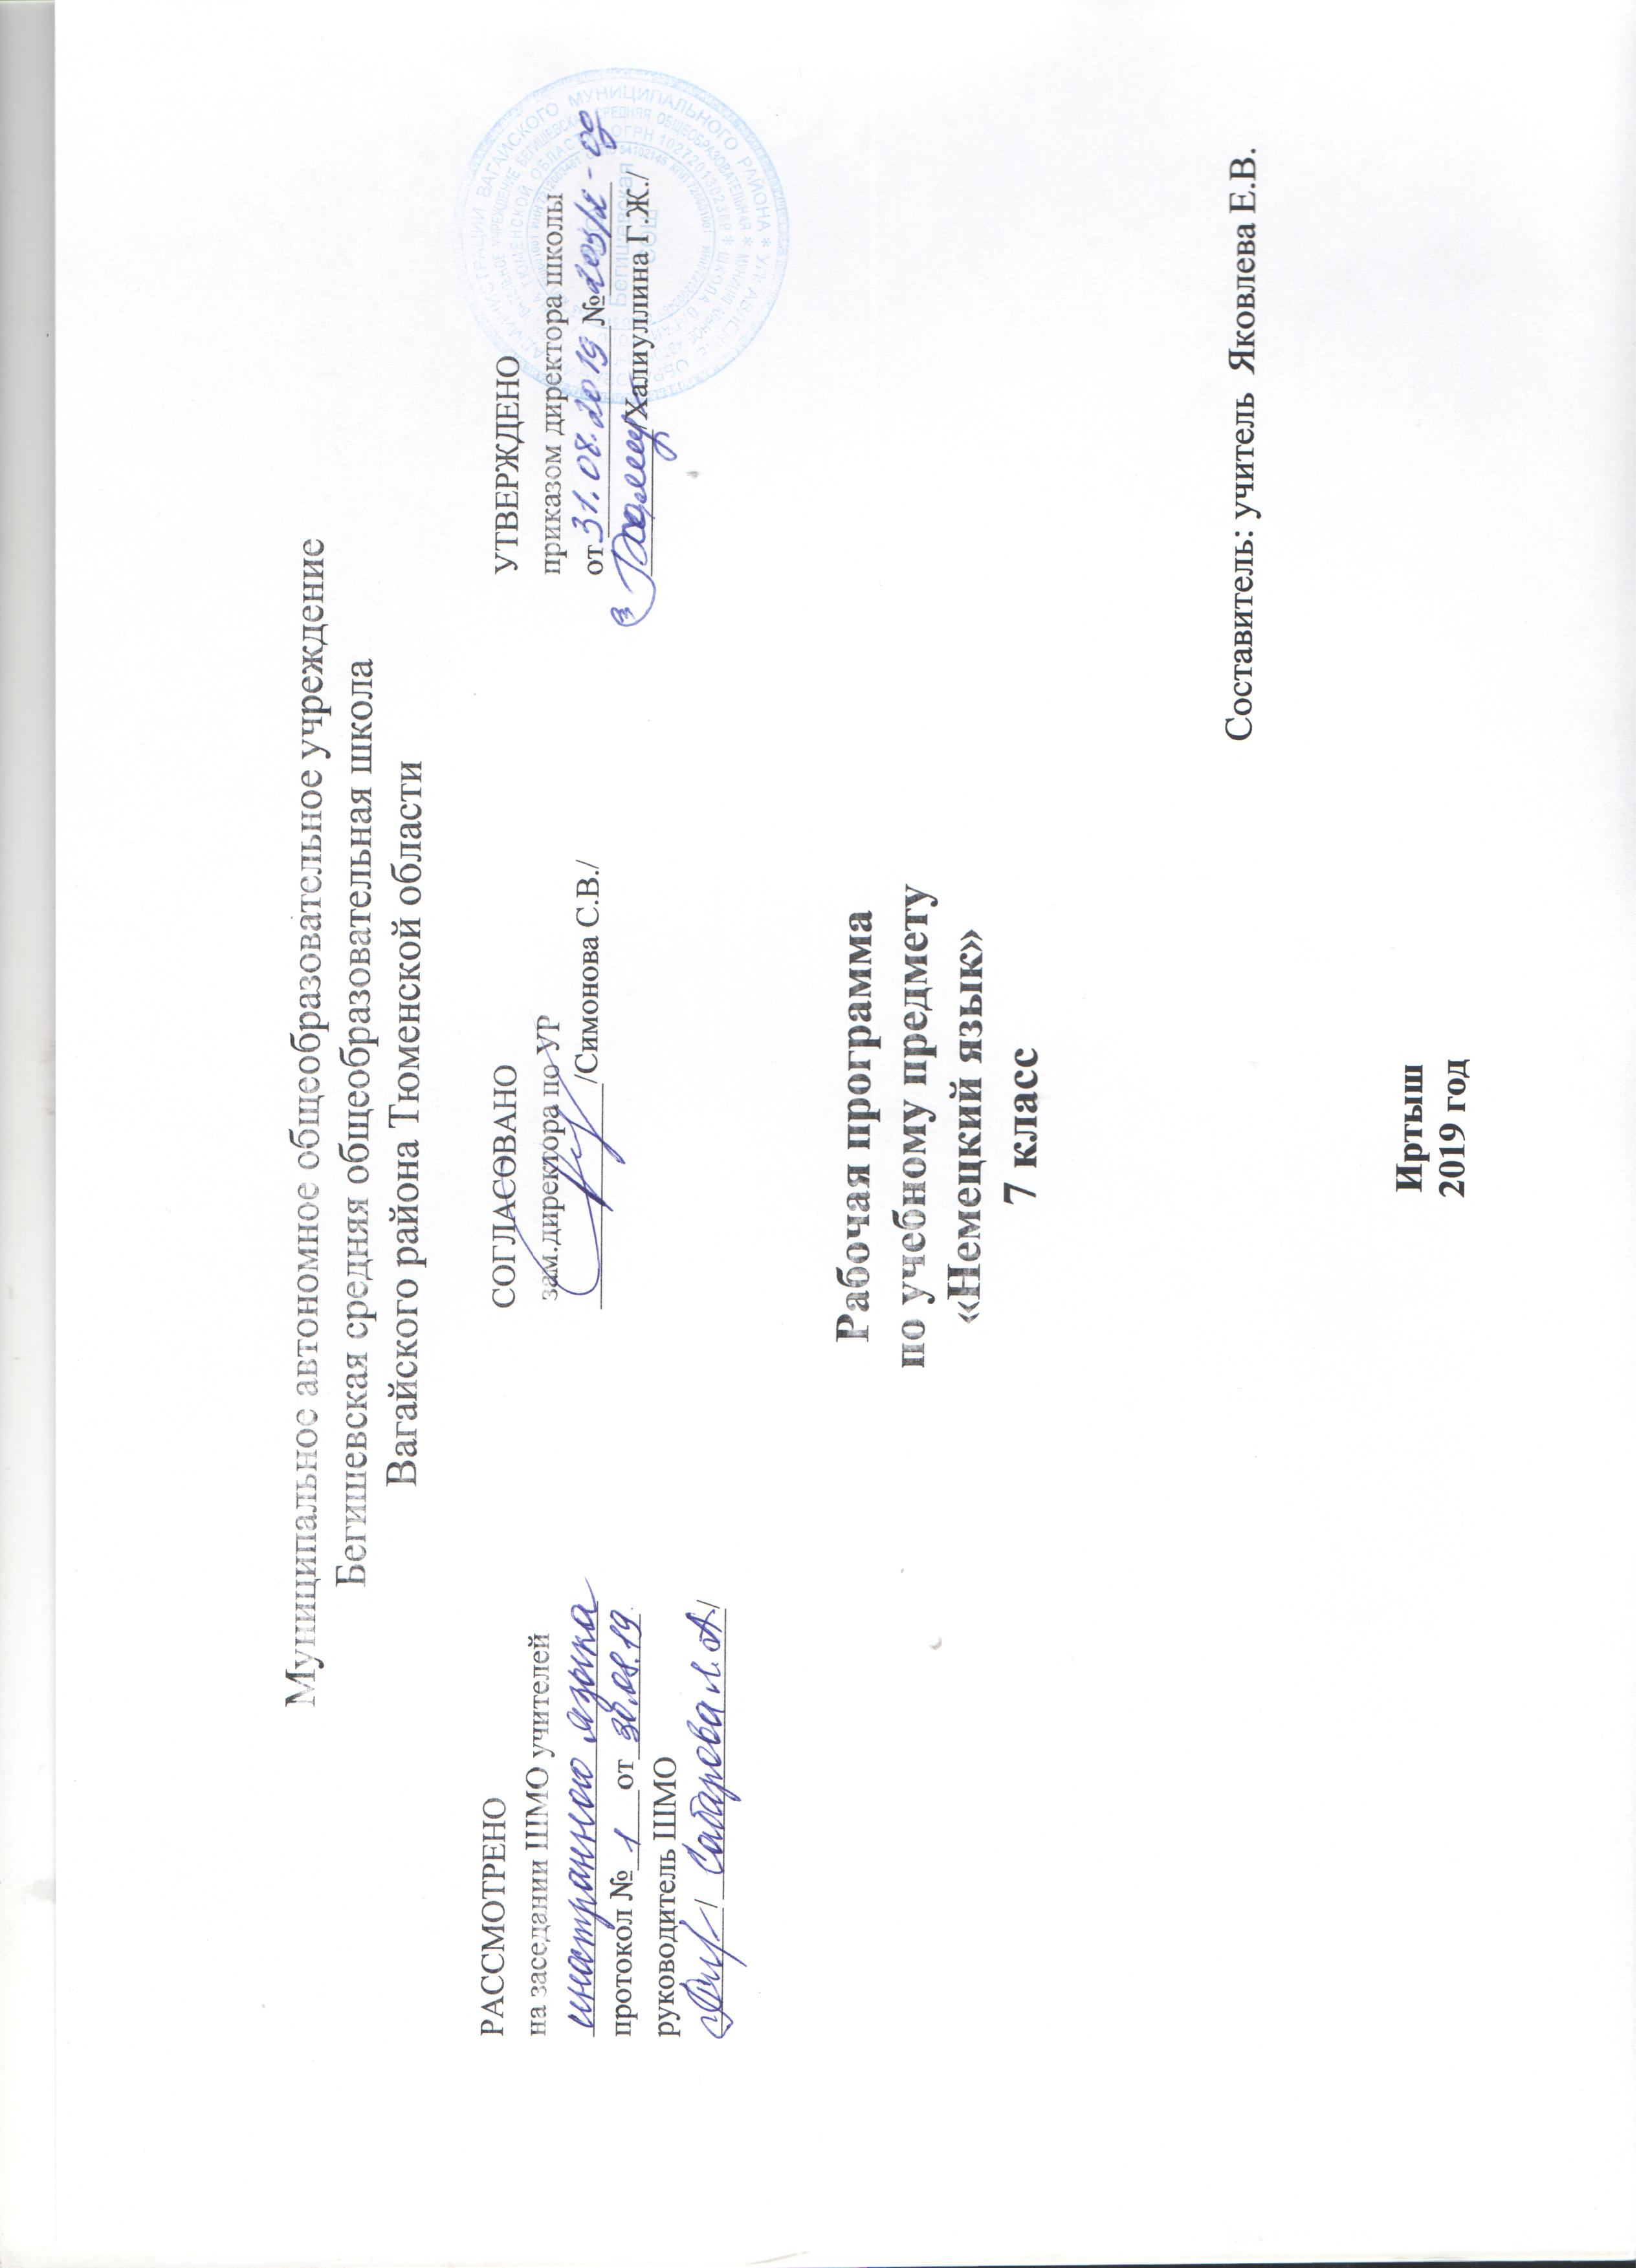 Муниципальное автономное общеобразовательное учреждение
Бегишевская средняя общеобразовательная школа
Вагайского района Тюменской области
РАССМОТРЕНО
на заседании ШМО учителей
иностранного языка
протокол № 1 от 30.08.19
руководитель ШМО
/ Сабарева Л.А./
СОГЛАСОВАНО
зам.директора по УР
/Симонова С.В./
УТВЕРЖДЕНО
приказом директора школы
от 31.08.2019 №
/Халиуллина Г.Ж./
Бегишевская
СОШ
Рабочая программа
по учебному предмету
«Немецкий язык»
7 класс
Составитель: учитель Яковлева Е.В.
Иртыш
2019 год